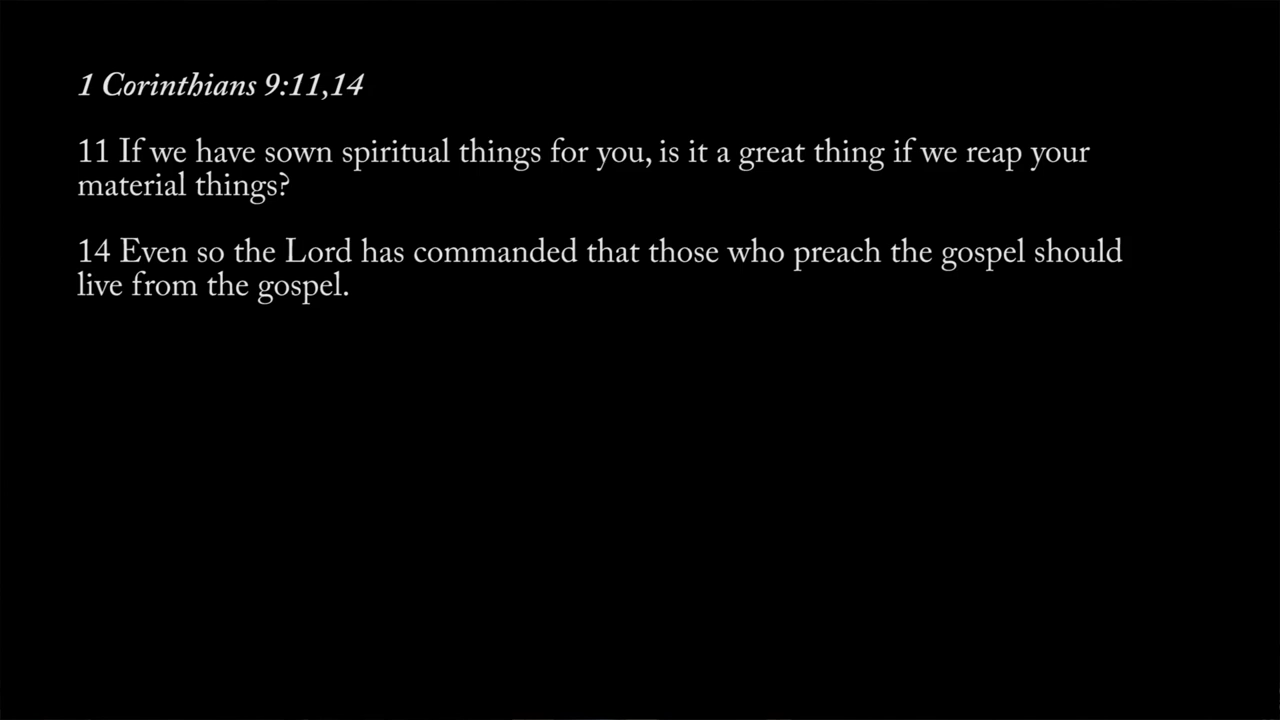 1 Corinthians 9:11,14
11 If we have sown spiritual things for you, is it a great thing if we reap your
material things?
14 Even so the Lord has commanded that those who preach the gospel should
live from the gospel.